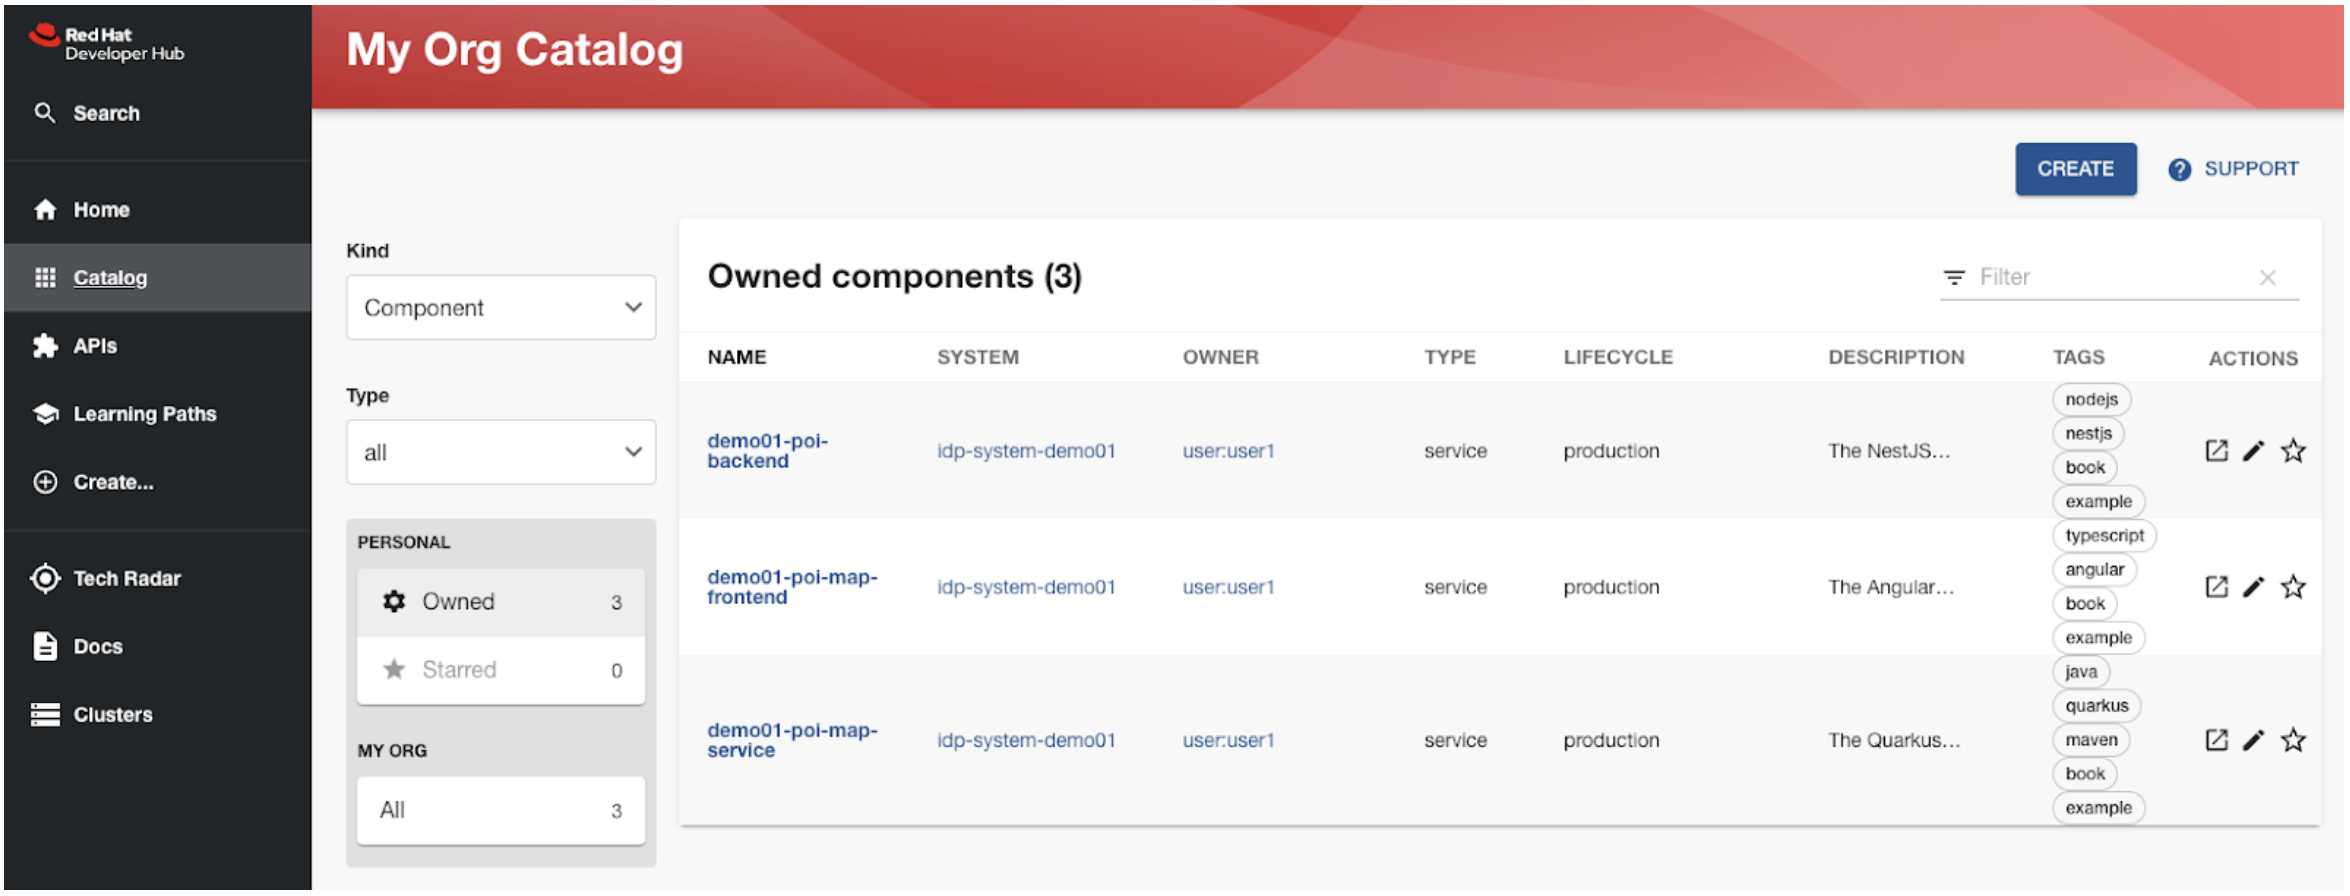 Red Hat
Developer Hub
Search
Home
Catalog
APIs
Learning Paths
Create...
Tech Radar
Docs
Clusters
My Org Catalog
CREATE
SUPPORT
Kind
Component
Type
all
PERSONAL
Owned 3
Starred 0
MY ORG
All 3
Owned components (3)
Filter
NAME SYSTEM OWNER TYPE LIFECYCLE DESCRIPTION TAGS ACTIONS
demo01-poi-
backend
idp-system-demo01 user:user1 service production The NestJS...
nodejs
nestjs
book
example
demo01-poi-map-
frontend
idp-system-demo01 user:user1 service production The Angular...
typescript
angular
book
example
demo01-poi-map-
service
idp-system-demo01 user:user1 service production The Quarkus...
java
quarkus
maven
book
example